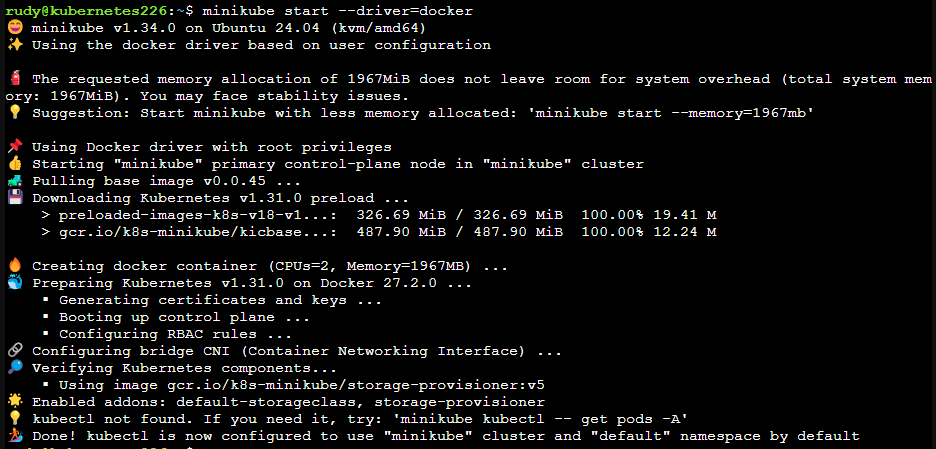 rudy@kubernetes226:~$ minikube start --driver=docker
😄 minikube v1.34.0 on Ubuntu 24.04 (kvm/amd64)
✨ Using the docker driver based on user configuration
🧯 The requested memory allocation of 1967MiB does not leave room for system overhead (total system mem
ory: 1967MiB). You may face stability issues.
💡 Suggestion: Start minikube with less memory allocated: 'minikube start --memory=1967mb'
📌 Using Docker driver with root privileges
👍 Starting "minikube" primary control-plane node in "minikube" cluster
🚜 Pulling base image v0.0.45 ...
💾 Downloading Kubernetes v1.31.0 preload ...
> preloaded-images-k8s-v18-v1...: 326.69 MiB / 326.69 MiB 100.00% 19.41 M
> gcr.io/k8s-minikube/kicbase...: 487.90 MiB / 487.90 MiB 100.00% 12.24 M
🔥 Creating docker container (CPUs=2, Memory=1967MB) ...
🐳 Preparing Kubernetes v1.31.0 on Docker 27.2.0 ...
▪ Generating certificates and keys ...
▪ Booting up control plane ...
▪ Configuring RBAC rules ...
🔗 Configuring bridge CNI (Container Networking Interface) ...
🔎 Verifying Kubernetes components...
▪ Using image gcr.io/k8s-minikube/storage-provisioner:v5
🌟 Enabled addons: default-storageclass, storage-provisioner
💡 kubectl not found. If you need it, try: 'minikube kubectl -- get pods -A'
🏄 Done! kubectl is now configured to use "minikube" cluster and "default" namespace by default